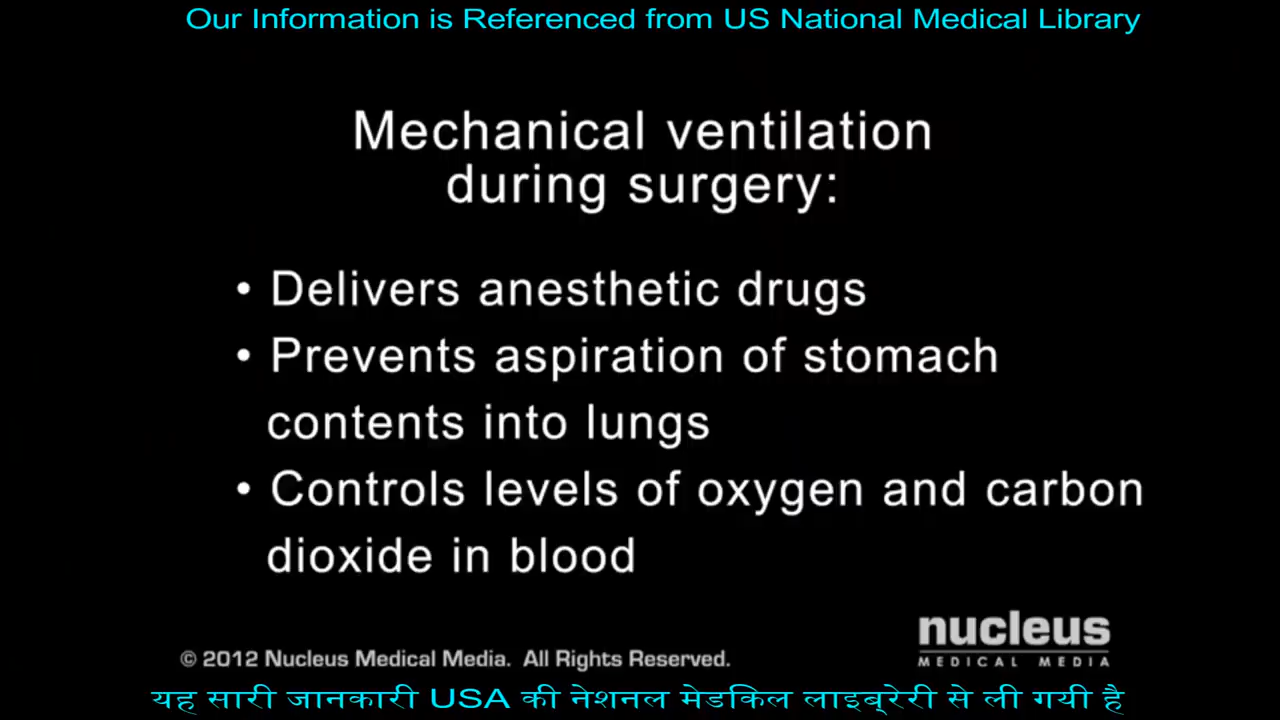 Our Information is Referenced from US National Medical Library
Mechanical ventilation
during surgery:
• Delivers anesthetic drugs
• Prevents aspiration of stomach
contents into lungs
• Controls levels of oxygen and carbon
dioxide in blood
nucleus
MEDICAL MEDIA
© 2012 Nucleus Medical Media. All Rights Reserved.
यह सारी जानकारी USA की नेशनल मेडकिल लाइब्रेरी से ली गयी है